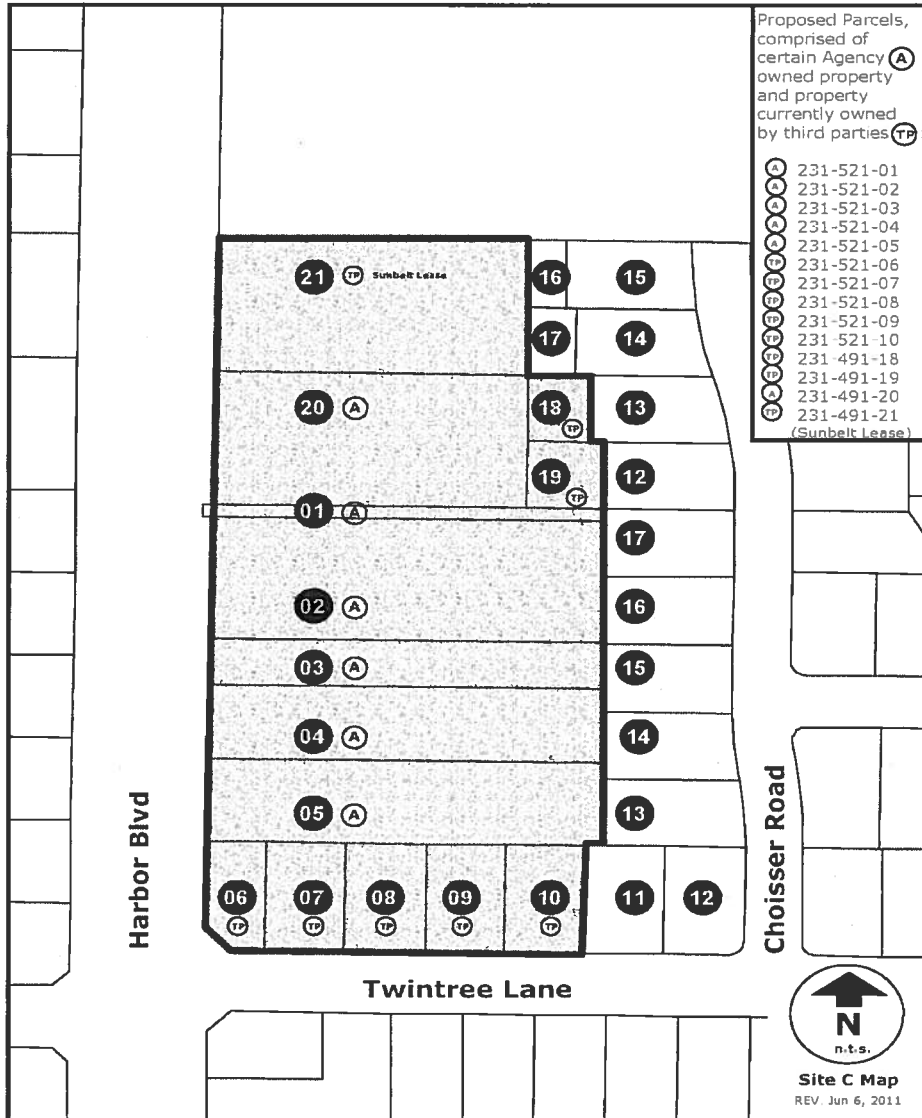 Proposed Parcels,
comprised of
certain Agency A
owned property
and property
currently owned
by third parties TP
A 231-521-01
A 231-521-02
A 231-521-03
A 231-521-04
A 231-521-05
TP 231-521-06
TP 231-521-07
TP 231-521-08
TP 231-521-09
TP 231-521-10
TP 231-491-18
TP 231-491-19
A 231-491-20
TP 231-491-21
(Sunbelt Lease)
21 TP Sunbelt Lease
16 15
17 14
20 A
18 TP
13
19 TP
12
01 A
17
02 A
16
03 A
15
04 A
14
05 A
13
06 07 08 09 10 11 12
TP TP TP TP TP
Harbor Blvd
Choisser Road
Twintree Lane
N
n.t.s.
Site C Map
REV. Jun 6, 2011